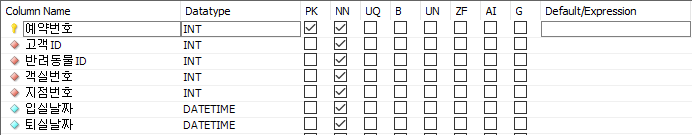 Column Name Datatype PK NN UQ B UN ZF AI G Default/Expression
예약번호 INT
고객ID INT
반려동물ID INT
객실번호 INT
지점번호 INT
입실날짜 DATETIME
퇴실날짜 DATETIME